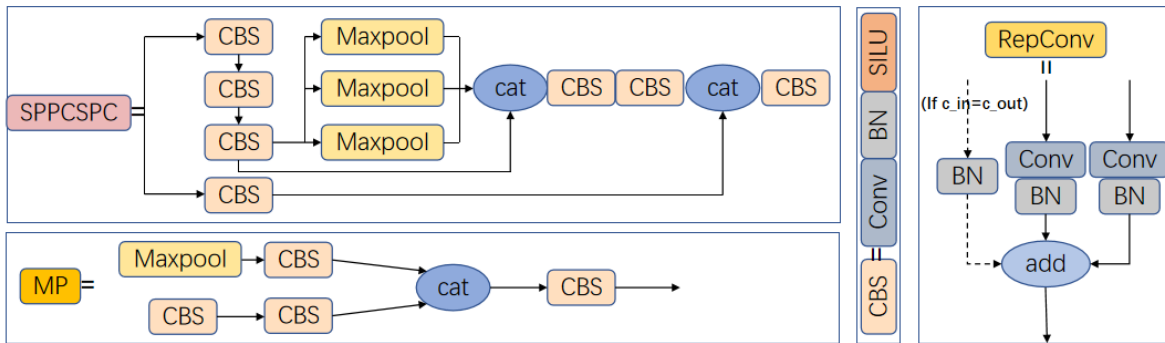 SPPCSPC
=
CBS
CBS
CBS
CBS
Maxpool
Maxpool
Maxpool
cat
CBS
CBS
cat
CBS
MP
=
Maxpool
CBS
CBS
CBS
cat
CBS
SILU
BN
Conv
=
CBS
RepConv
=
(If c_in=c_out)
BN
Conv
BN
Conv
BN
add